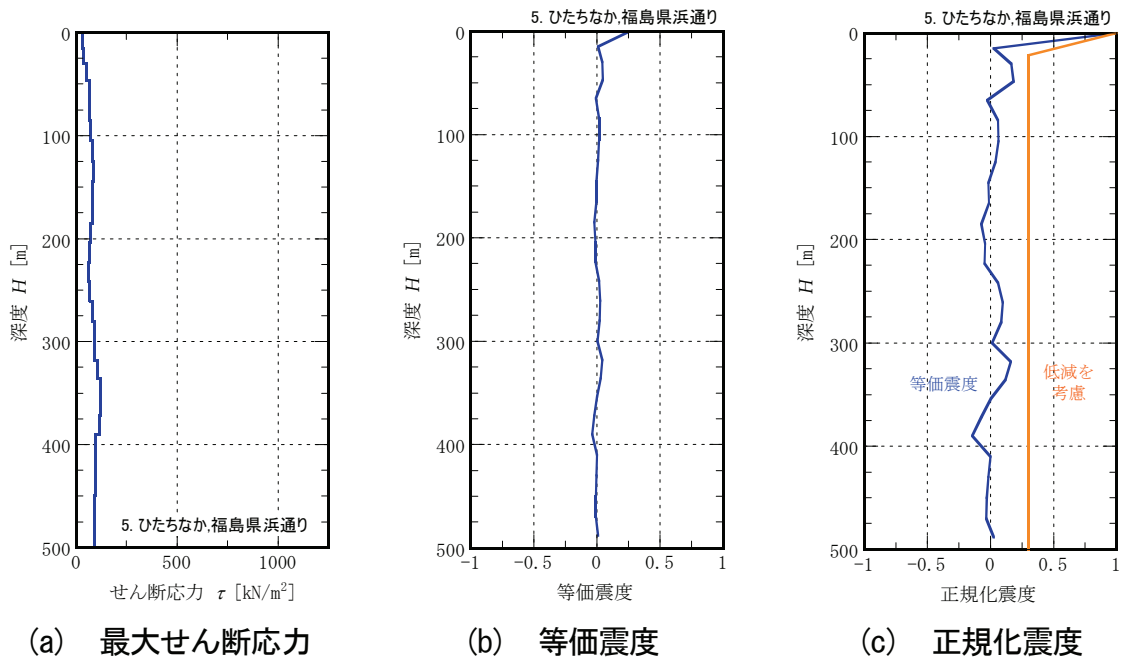 5. ひたちなか,福島県浜通り
5. ひたちなか,福島県浜通り
0
100
200
300
400
500
深度 H [m]
0
500
1000
せん断応力 τ [kN/m²]
5. ひたちなか,福島県浜通り
(a) 最大せん断応力
0
100
200
300
400
500
深度 H [m]
-1
-0.5
0
0.5
1
等価震度
(b) 等価震度
0
100
200
300
400
500
深度 H [m]
等価震度
低減を
考慮
-1
-0.5
0
0.5
1
正規化震度
(c) 正規化震度